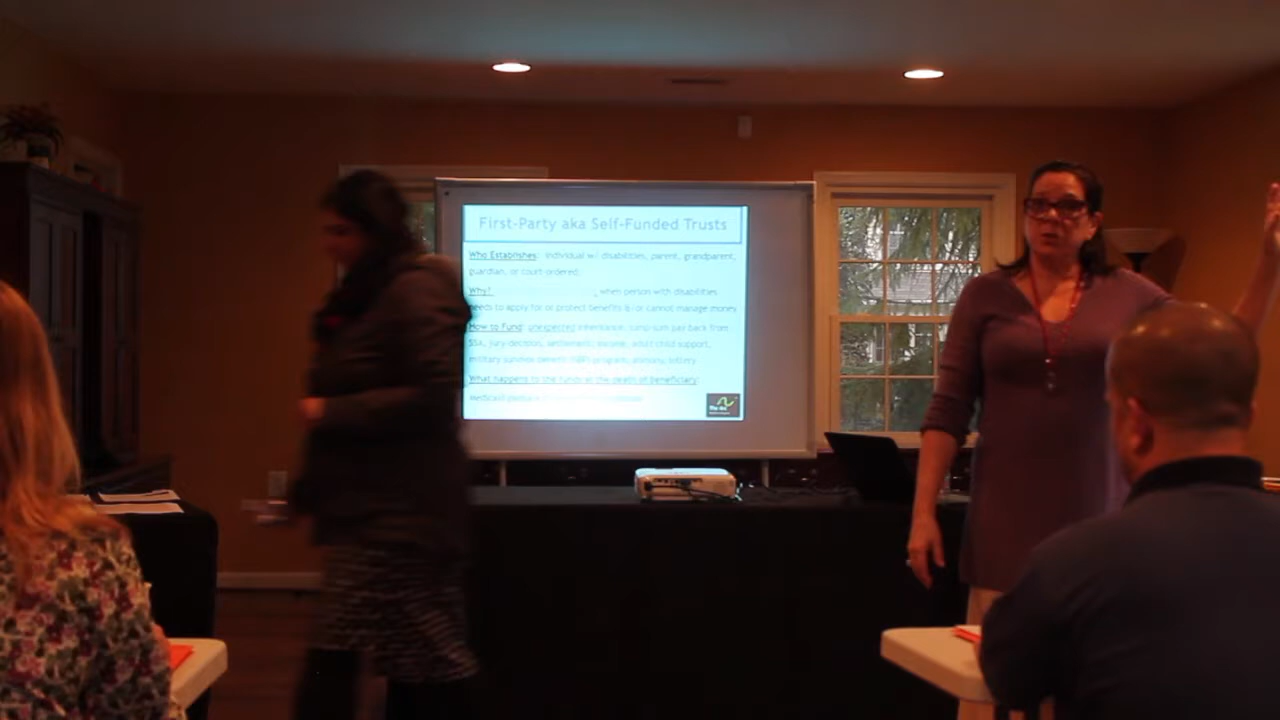 First-Party aka Self-Funded Trusts
Who Establishes: Individual w/ disabilities, parent, grandparent,
guardian, or court-ordered;
Why? when person with disabilities
needs to apply for or protect benefits &/or cannot manage money
How to Fund: unexpected inheritance, lump-sum pay back from
SSA, jury decision, settlements, income, adult child support,
military survivor benefit alimony, lottery
What happens to the funds at the death of beneficiary:
The Arc